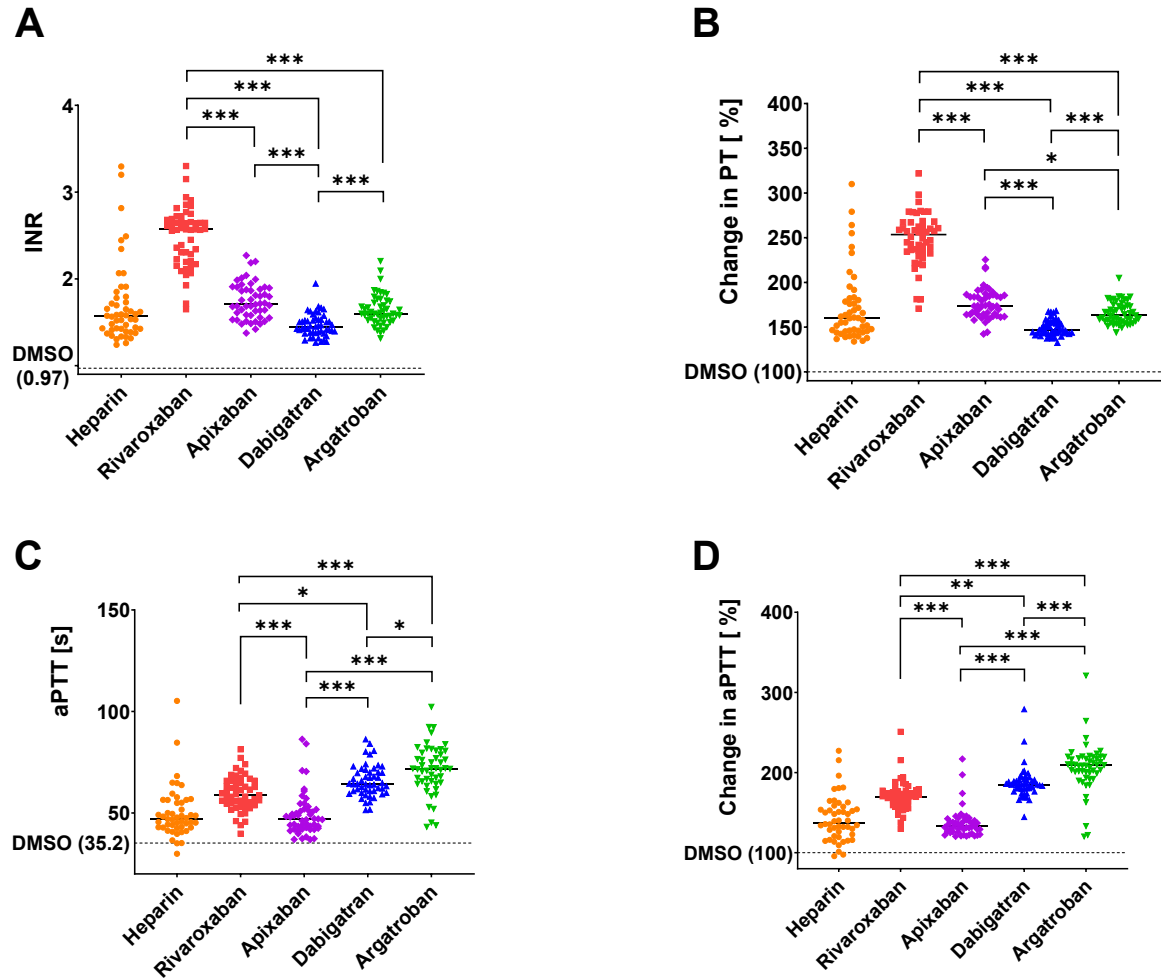 A
***
***
***
***
***
4
3
2
INR
DMSO
(0.97)
Heparin
Rivaroxaban
Apixaban
Dabigatran
Argatroban
B
***
***
***
***
*
***
400
350
300
250
200
150
Change in PT [ %]
DMSO (100)
Heparin
Rivaroxaban
Apixaban
Dabigatran
Argatroban
C
***
*
***
*
***
***
150
100
50
aPTT [s]
DMSO (35.2)
Heparin
Rivaroxaban
Apixaban
Dabigatran
Argatroban
D
***
**
***
***
***
***
400
300
200
Change in aPTT [ %]
DMSO (100)
Heparin
Rivaroxaban
Apixaban
Dabigatran
Argatroban